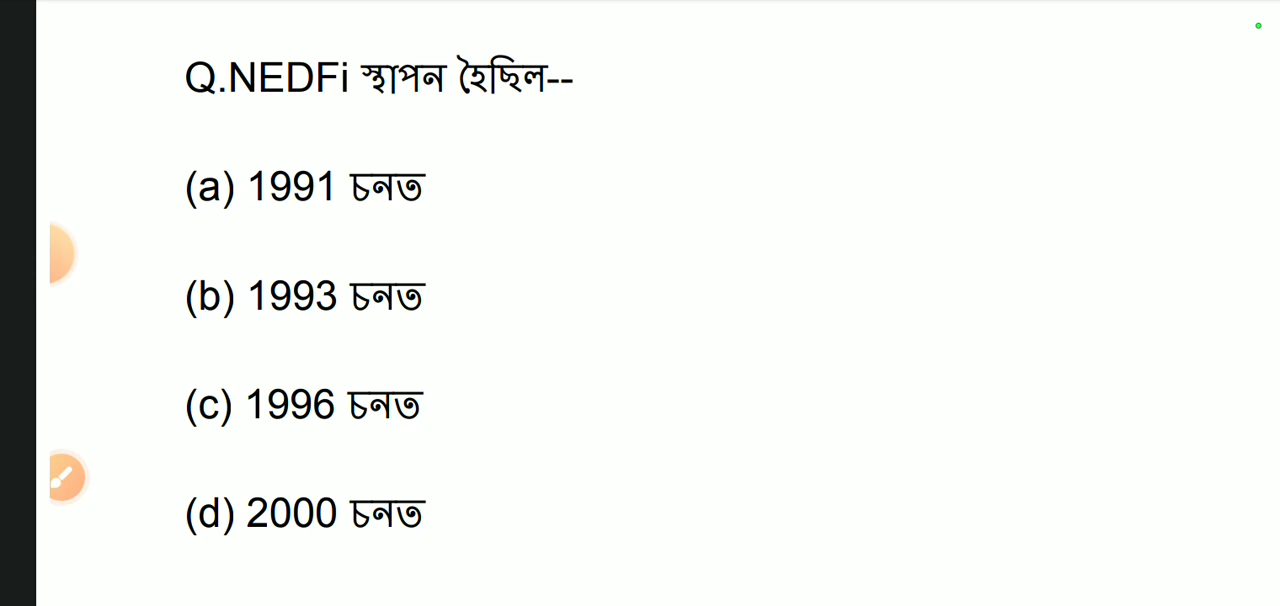 Q.NEDFi স্থাপন হৈছিল--
(a) 1991 চনত
(b) 1993 চনত
(c) 1996 চনত
(d) 2000 চনত